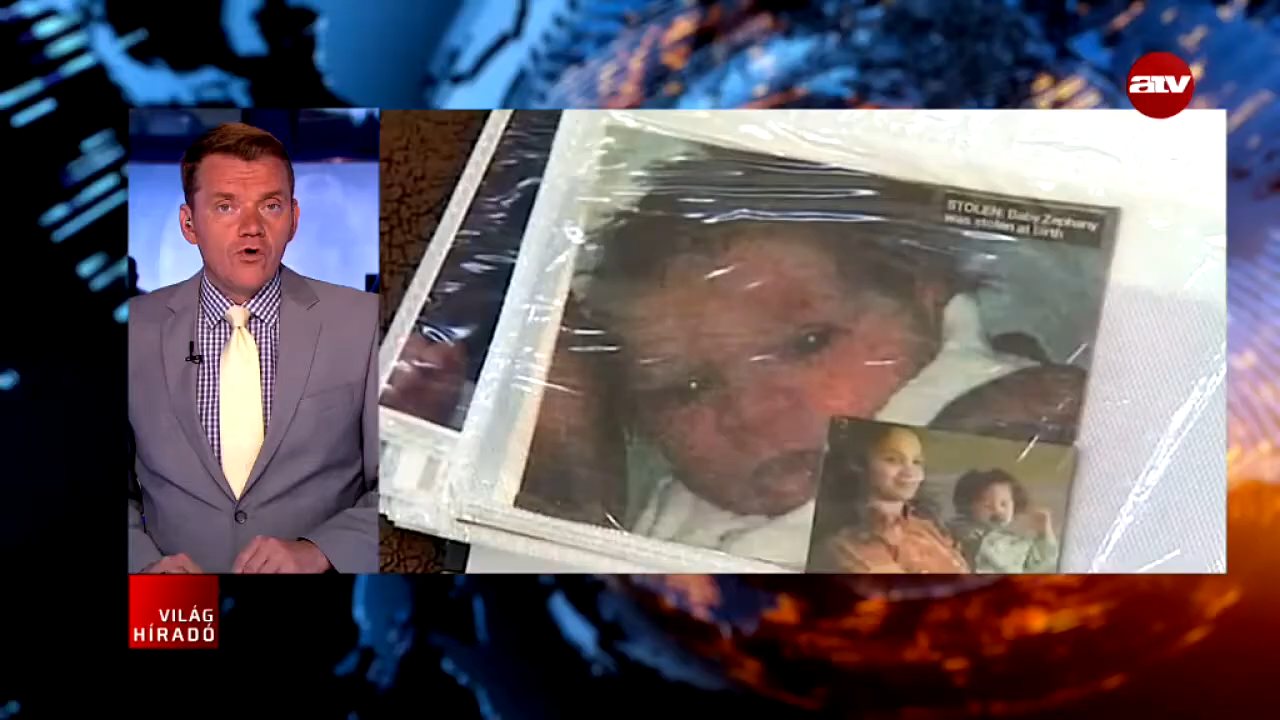 atv
STOLEN: Baby Zephany
was stolen at birth
VILÁG
HÍRADÓ